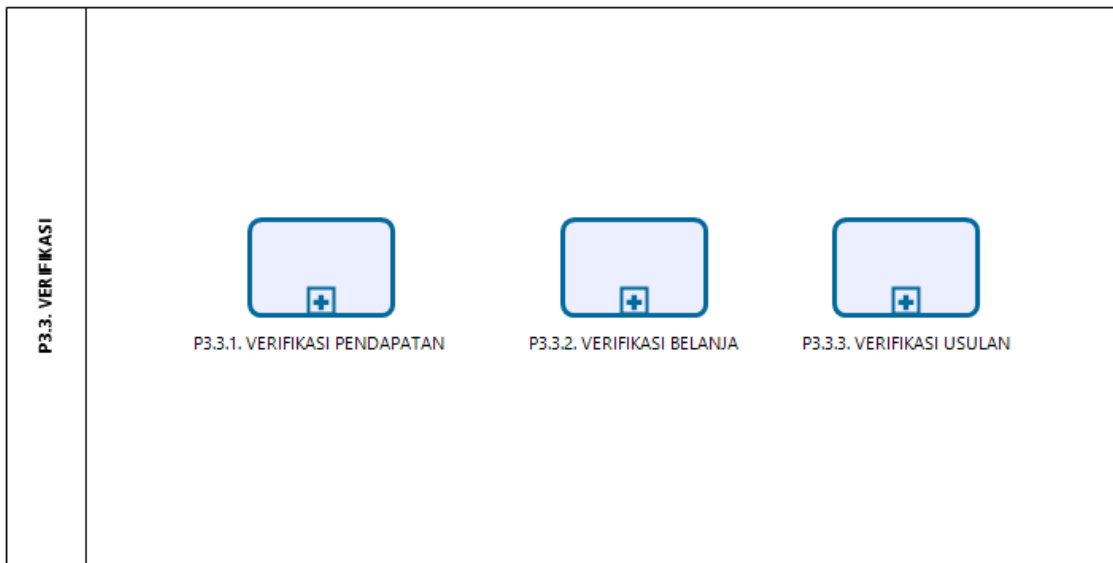 P3.3. VERIFIKASI
P3.3.1. VERIFIKASI PENDAPATAN
P3.3.2. VERIFIKASI BELANJA
P3.3.3. VERIFIKASI USULAN